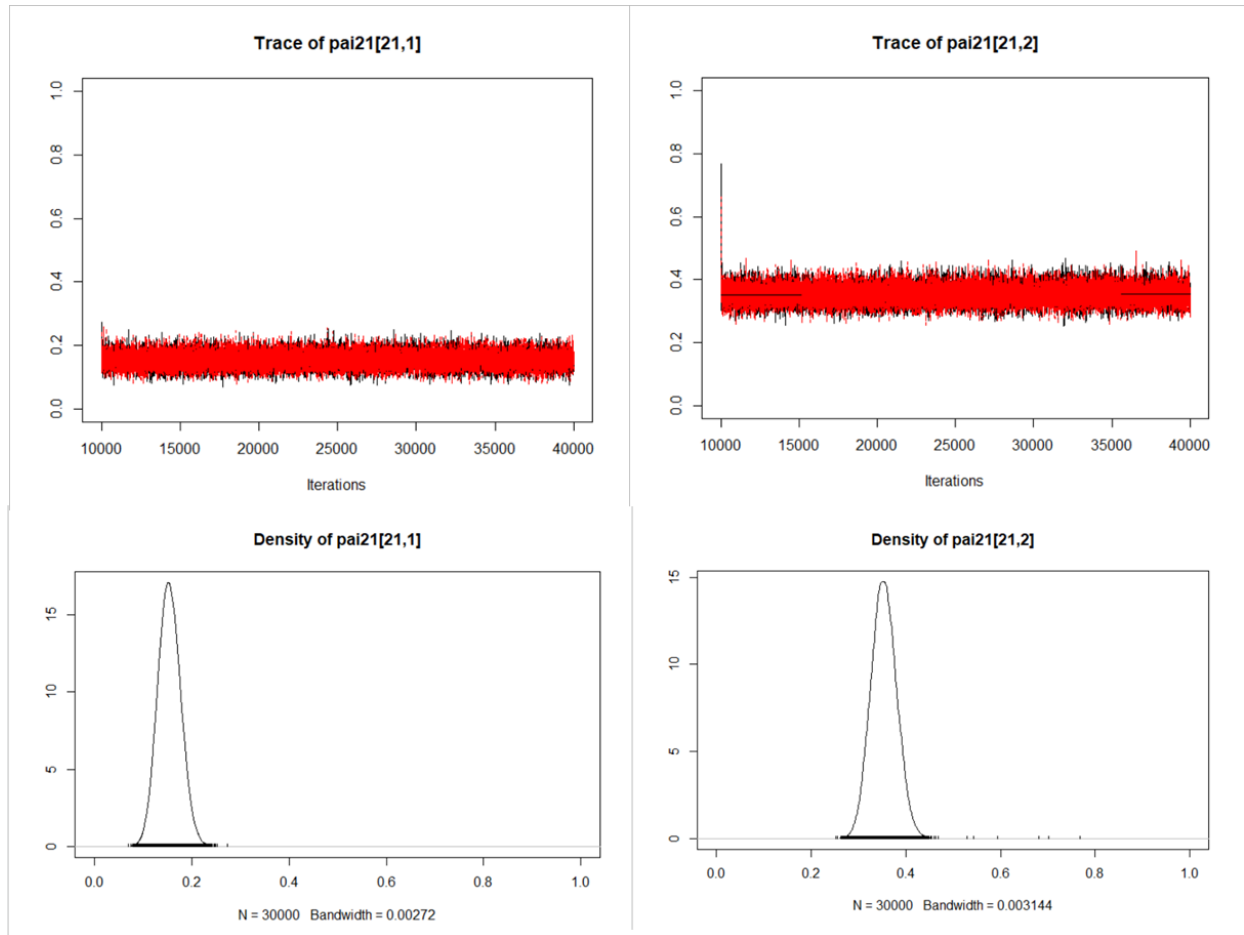 Trace of pai21[21,1]
1.0
0.8
0.6
0.4
0.2
0.0
10000 15000 20000 25000 30000 35000 40000
Iterations
Trace of pai21[21,2]
1.0
0.8
0.6
0.4
0.2
0.0
10000 15000 20000 25000 30000 35000 40000
Iterations
Density of pai21[21,1]
15
10
5
0
0.0 0.2 0.4 0.6 0.8 1.0
N = 30000 Bandwidth = 0.00272
Density of pai21[21,2]
15
10
5
0
0.0 0.2 0.4 0.6 0.8 1.0
N = 30000 Bandwidth = 0.003144